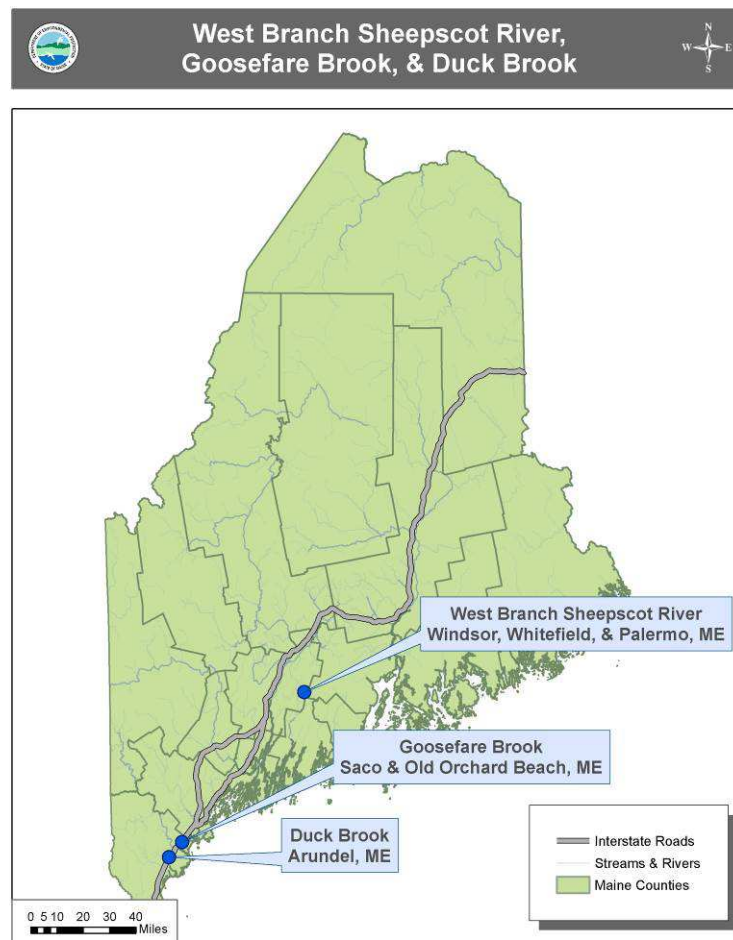 West Branch Sheepscot River,
Goosefare Brook, & Duck Brook
N
W E
S
West Branch Sheepscot River
Windsor, Whitefield, & Palermo, ME
Goosefare Brook
Saco & Old Orchard Beach, ME
Duck Brook
Arundel, ME
Interstate Roads
Streams & Rivers
Maine Counties
0 5 10 20 30 40
Miles